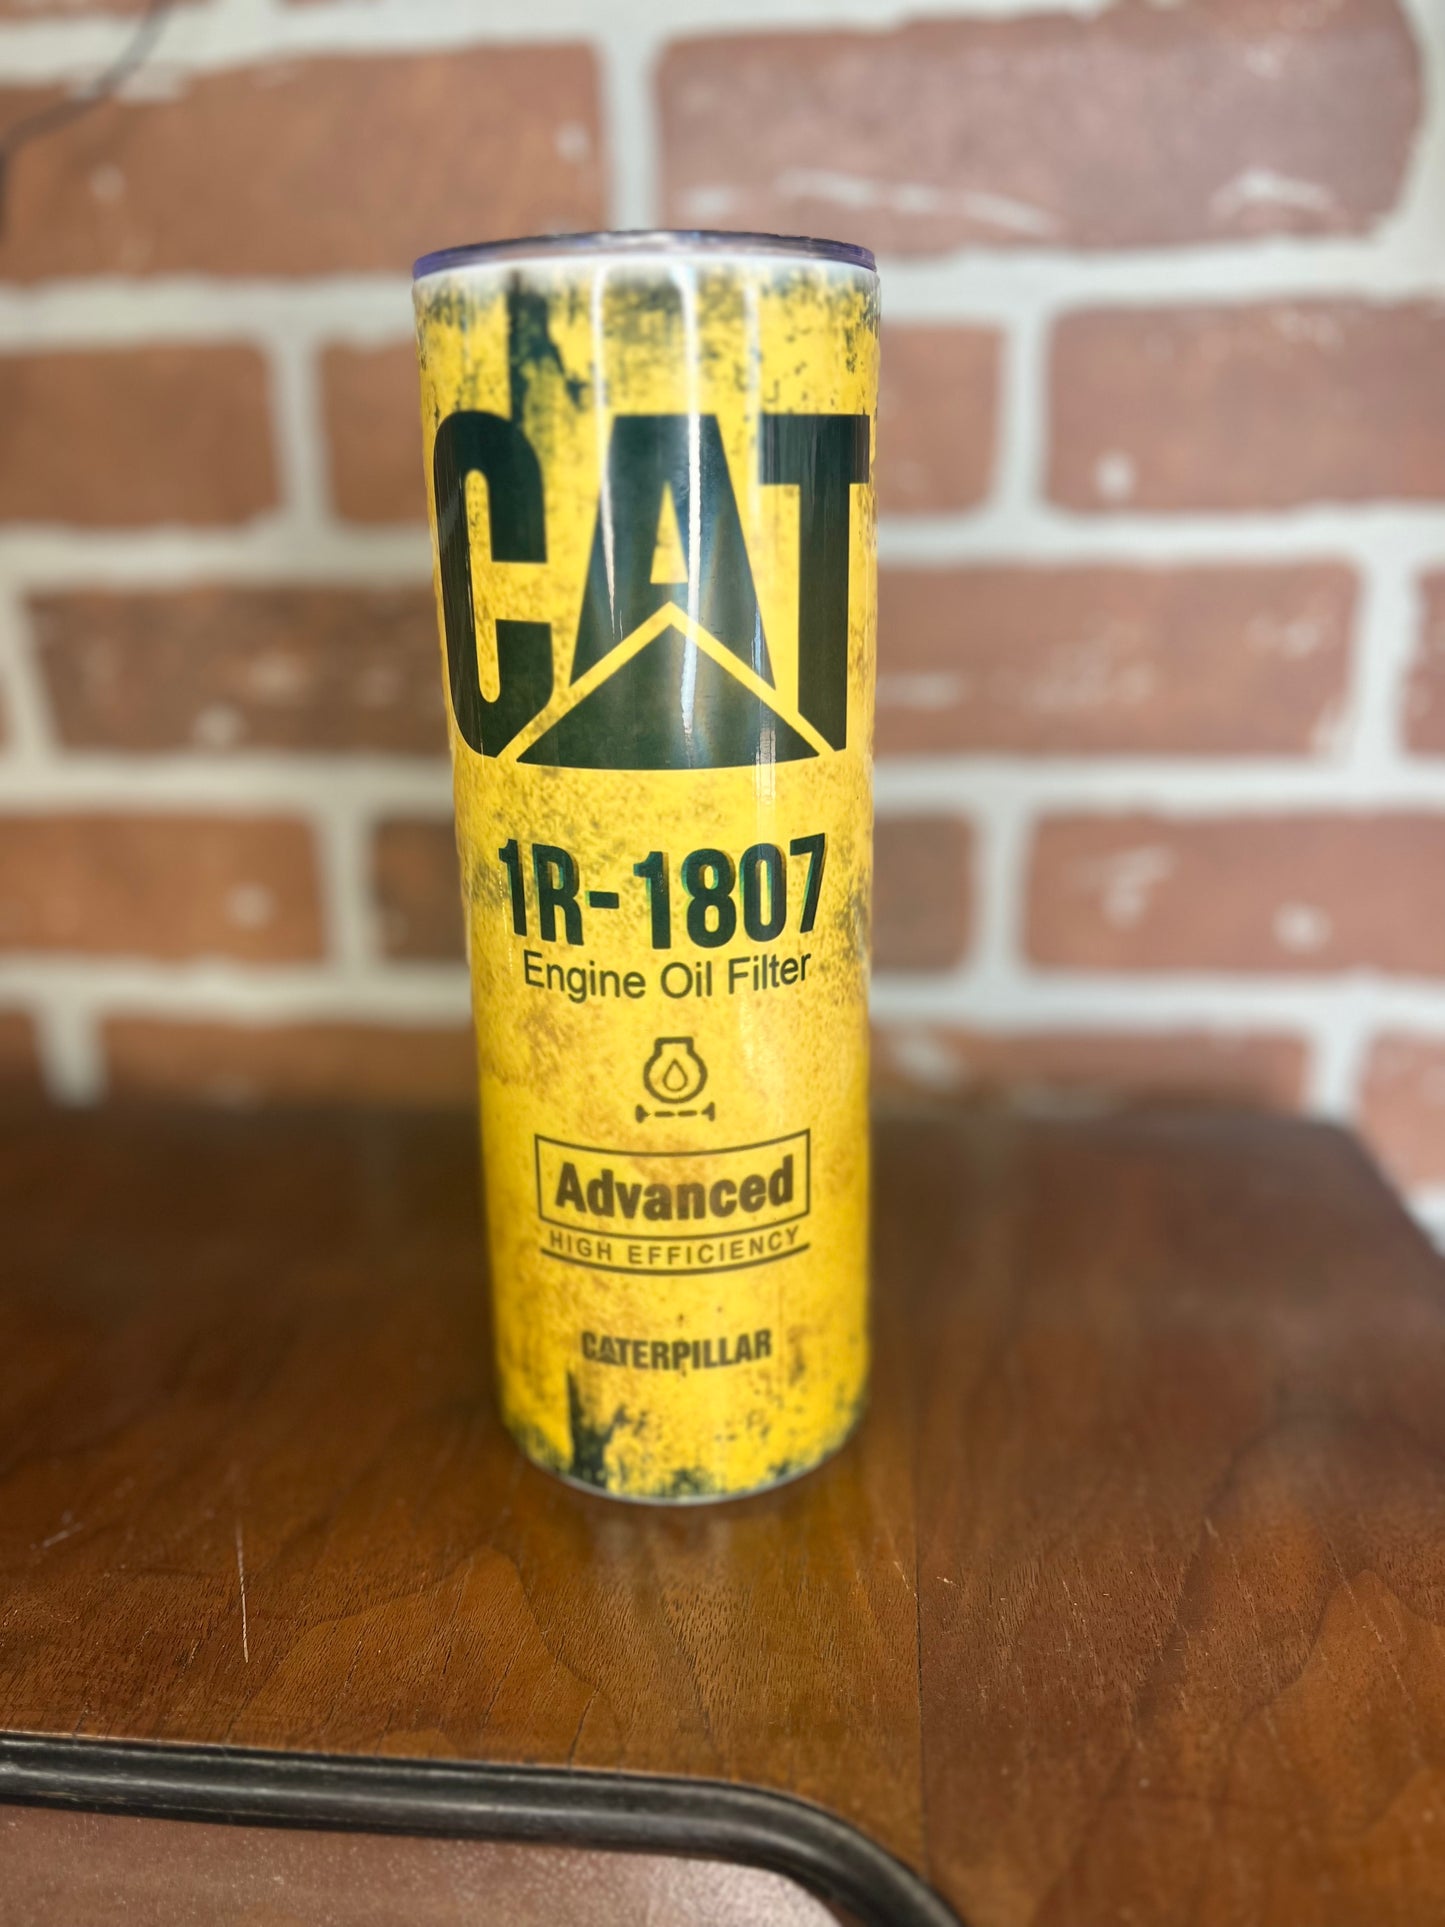 CAT
1R-1807
Engine Oil Filter
Advanced
HIGH EFFICIENCY
CATERPILLAR